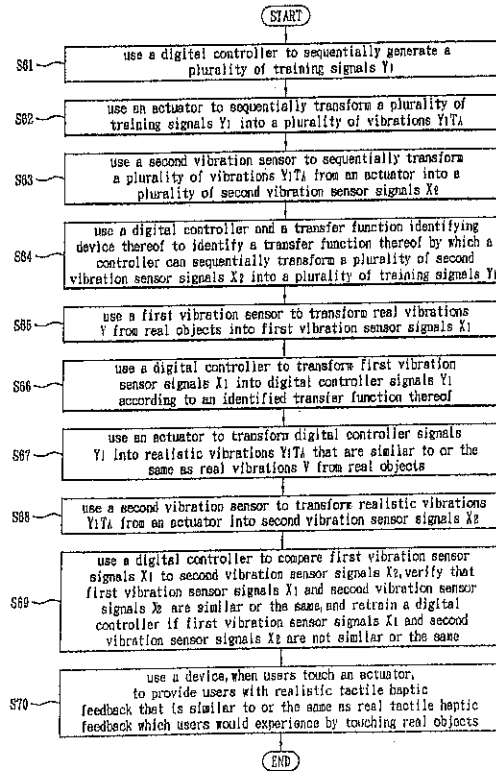 START
S61
use a digital controller to sequentially generate a
plurality of training signals Y1
S62
use an actuator to sequentially transform a plurality of
training signals Y1 into a plurality of vibrations Y1TA
S63
use a second vibration sensor to sequentially transform
a plurality of vibrations Y1TA from an actuator into a
plurality of second vibration sensor signals X2
S64
use a digital controller and a transfer function identifying
device thereof to identify a transfer function thereof by which a
controller can sequentially transform a plurality of second
vibration sensor signals X2 into a plurality of training signals Y1
S65
use a first vibration sensor to transform real vibrations
V from real objects into first vibration sensor signals X1
S66
use a digital controller to transform first vibration
sensor signals X1 into digital controller signals Y1
according to an identified transfer function thereof
S67
use an actuator to transform digital controller signals
Y1 into realistic vibrations Y1TA that are similar to or the
same as real vibrations V from real objects
S68
use a second vibration sensor to transform realistic vibrations
Y1TA from an actuator into second vibration sensor signals X2
S69
use a digital controller to compare first vibration sensor
signals X1 to second vibration sensor signals X2, verify that
first vibration sensor signals X1 and second vibration sensor
signals X2 are similar or the same, and retrain a digital
controller if first vibration sensor signals X1 and second
vibration sensor signals X2 are not similar or the same
S70
use a device, when users touch an actuator,
to provide users with realistic tactile haptic
feedback that is similar to or the same as real tactile haptic
feedback which users would experience by touching real objects
END